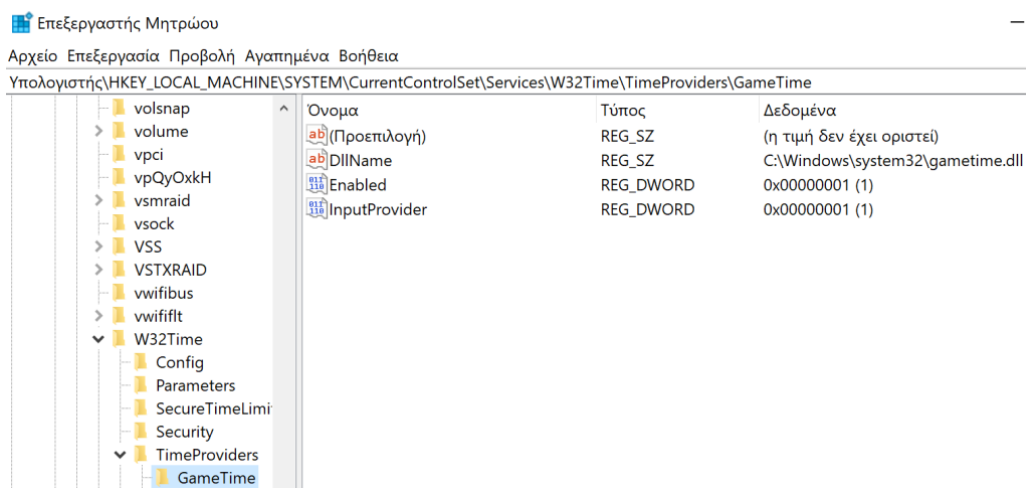 Επεξεργαστής Μητρώου
Αρχείο Επεξεργασία Προβολή Αγαπημένα Βοήθεια
Υπολογιστής\HKEY_LOCAL_MACHINE\SYSTEM\CurrentControlSet\Services\W32Time\TimeProviders\GameTime
volsnap
volume
vpci
vpQyOxkH
vsmraid
vsock
VSS
VSTXRAID
vwifibus
vwififlt
W32Time
Config
Parameters
SecureTimeLimi
Security
TimeProviders
GameTime
Όνομα Τύπος Δεδομένα
(Προεπιλογή) REG_SZ (η τιμή δεν έχει οριστεί)
DllName REG_SZ C:\Windows\system32\gametime.dll
Enabled REG_DWORD 0x00000001 (1)
InputProvider REG_DWORD 0x00000001 (1)